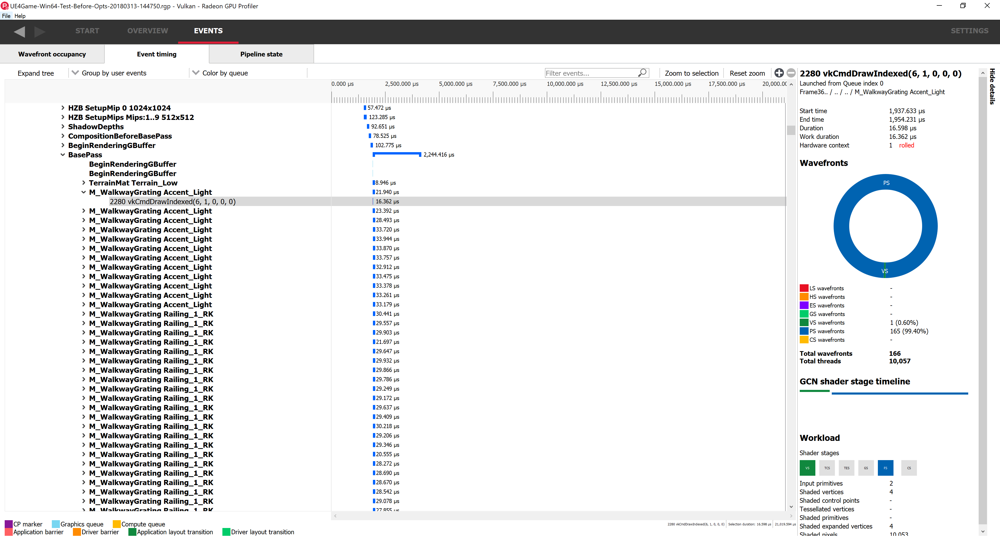 UE4Game-Win64-Test-Before-Opts-20180313-144750.rgp - Vulkan - Radeon GPU Profiler
File Help
START OVERVIEW EVENTS SETTINGS
Wavefront occupancy Event timing Pipeline state
Expand tree Group by user events Color by queue Filter events... Zoom to selection Reset zoom
0.000 µs 2,500.000 µs 5,000.000 µs 7,500.000 µs 10,000.000 µs 12,500.000 µs 15,000.000 µs 17,500.000 µs 20,000.00
HZB SetupMip 0 1024x1024 57.472 µs
HZB SetupMips Mips:1..9 512x512 123.285 µs
ShadowDepths 92.651 µs
CompositionBeforeBasePass 78.525 µs
BeginRenderingGBuffer 102.775 µs
BasePass 2,244.416 µs
BeginRenderingGBuffer
BeginRenderingGBuffer
TerrainMat Terrain_Low 8.946 µs
M_WalkwayGrating Accent_Light 21.940 µs
2280 vkCmdDrawIndexed(6, 1, 0, 0, 0) 16.362 µs
M_WalkwayGrating Accent_Light 23.392 µs
M_WalkwayGrating Accent_Light 28.493 µs
M_WalkwayGrating Accent_Light 33.720 µs
M_WalkwayGrating Accent_Light 33.944 µs
M_WalkwayGrating Accent_Light 33.870 µs
M_WalkwayGrating Accent_Light 33.757 µs
M_WalkwayGrating Accent_Light 32.912 µs
M_WalkwayGrating Accent_Light 33.475 µs
M_WalkwayGrating Accent_Light 33.378 µs
M_WalkwayGrating Accent_Light 33.261 µs
M_WalkwayGrating Accent_Light 33.179 µs
M_WalkwayGrating Railing_1_RK 30.441 µs
M_WalkwayGrating Railing_1_RK 29.557 µs
M_WalkwayGrating Railing_1_RK 29.903 µs
M_WalkwayGrating Railing_1_RK 21.697 µs
M_WalkwayGrating Railing_1_RK 29.647 µs
M_WalkwayGrating Railing_1_RK 29.932 µs
M_WalkwayGrating Railing_1_RK 29.866 µs
M_WalkwayGrating Railing_1_RK 29.786 µs
M_WalkwayGrating Railing_1_RK 29.249 µs
M_WalkwayGrating Railing_1_RK 29.172 µs
M_WalkwayGrating Railing_1_RK 29.637 µs
M_WalkwayGrating Railing_1_RK 29.409 µs
M_WalkwayGrating Railing_1_RK 30.218 µs
M_WalkwayGrating Railing_1_RK 29.206 µs
M_WalkwayGrating Railing_1_RK 29.346 µs
M_WalkwayGrating Railing_1_RK 20.555 µs
M_WalkwayGrating Railing_1_RK 28.272 µs
M_WalkwayGrating Railing_1_RK 28.690 µs
M_WalkwayGrating Railing_1_RK 28.670 µs
M_WalkwayGrating Railing_1_RK 28.542 µs
M_WalkwayGrating Railing_1_RK 29.078 µs
M_WalkwayGrating Railing_1_RK 27.855 µs
CP marker Graphics queue Compute queue
Application barrier Driver barrier Application layout transition Driver layout transition
2280 vkCmdDrawIndexed(6, 1, 0, 0, 0) Selection duration: 16.598 µs 21,019.594 µs
2280 vkCmdDrawIndexed(6, 1, 0, 0, 0)
Launched from Queue index 0
Frame36.. / .. / .. / M_WalkwayGrating Accent_Light
Start time 1,937.633 µs
End time 1,954.231 µs
Duration 16.598 µs
Work duration 16.362 µs
Hardware context 1 rolled
Wavefronts
PS
VS
LS wavefronts -
HS wavefronts -
ES wavefronts -
GS wavefronts -
VS wavefronts 1 (0.60%)
PS wavefronts 165 (99.40%)
CS wavefronts -
Total wavefronts 166
Total threads 10,057
GCN shader stage timeline
Workload
Shader stages
VS TCS TES GS FS CS
Input primitives 2
Shaded vertices 4
Shaded control points -
Tessellated vertices -
Shaded primitives -
Shaded expanded vertices 4
Shaded pixels 10,053
Hide details